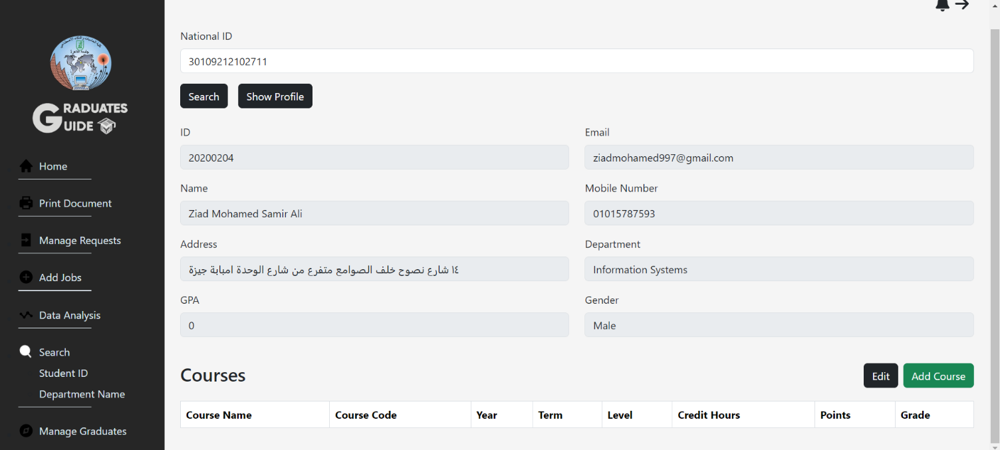 GRADUATES
GUIDE
Home
Print Document
Manage Requests
Add Jobs
Data Analysis
Search
Student ID
Department Name
Manage Graduates
National ID
30109212102711
Search Show Profile
ID Email
20200204 ziadmohamed997@gmail.com
Name Mobile Number
Ziad Mohamed Samir Ali 01015787593
Address Department
١٤ شارع نصوح خلف الصوامع متفرع من شارع الوحدة امبابة جيزة Information Systems
GPA Gender
0 Male
Courses Edit Add Course
Course Name Course Code Year Term Level Credit Hours Points Grade